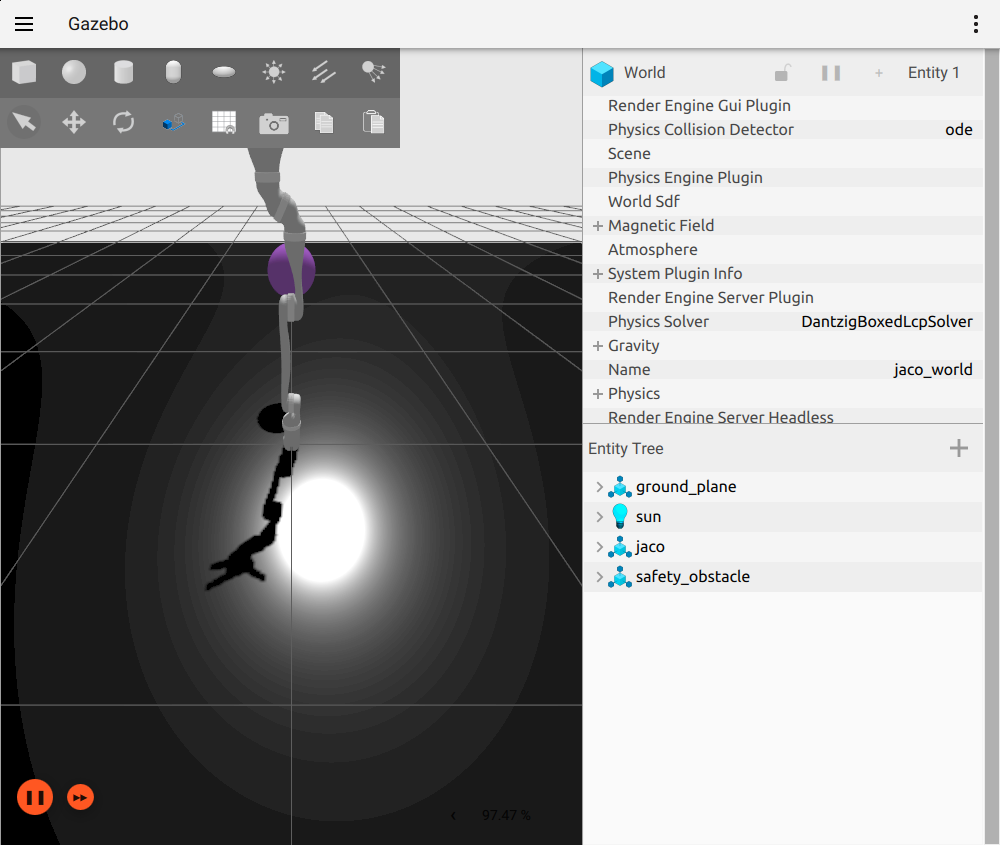 Gazebo
World
Entity 1
Render Engine Gui Plugin
Physics Collision Detector ode
Scene
Physics Engine Plugin
World Sdf
Magnetic Field
Atmosphere
System Plugin Info
Render Engine Server Plugin
Physics Solver DantzigBoxedLcpSolver
Gravity
Name jaco_world
Physics
Render Engine Server Headless
Entity Tree
ground_plane
sun
jaco
safety_obstacle
97.47 %